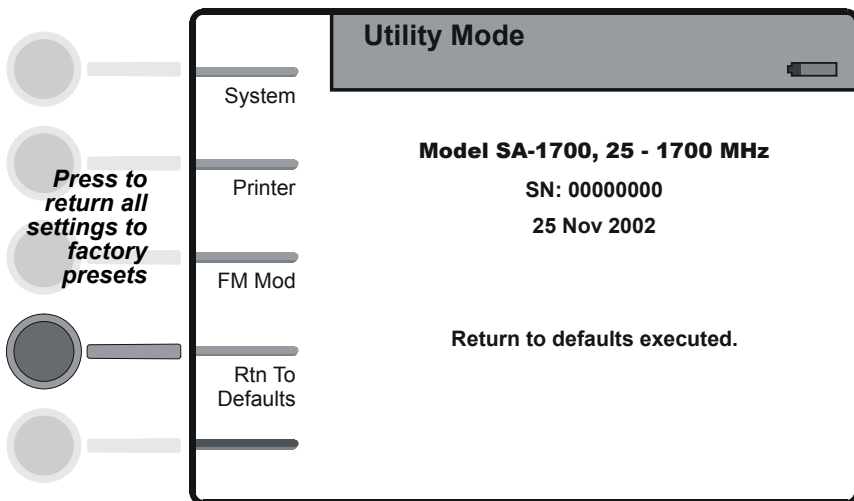 Utility Mode
System
Model SA-1700, 25 - 1700 MHz
Press to
return all
settings to
factory
presets
Printer
SN: 00000000
25 Nov 2002
FM Mod
Return to defaults executed.
Rtn To
Defaults